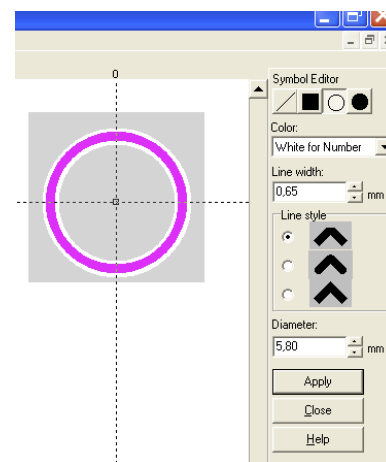 0
Symbol Editor
Color:
White for Number
Line width:
0,65 mm
Line style
Diameter:
5,80 mm
Apply
Close
Help